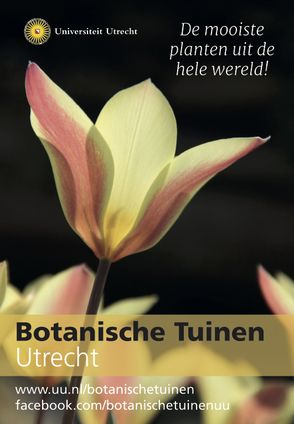 Universiteit Utrecht
De mooiste
planten uit de
hele wereld!
Botanische Tuinen
Utrecht
www.uu.nl/botanischetuinen
facebook.com/botanischetuinenuu